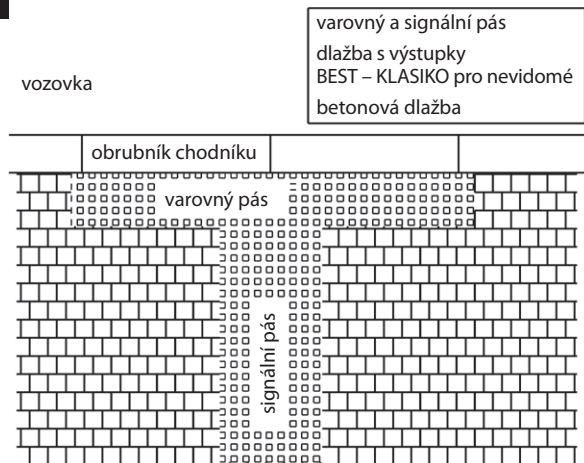 varovný a signální pás
dlažba s výstupky
BEST – KLASIKO pro nevidomé
betonová dlažba
vozovka
obrubník chodníku
varovný pás
signální pás